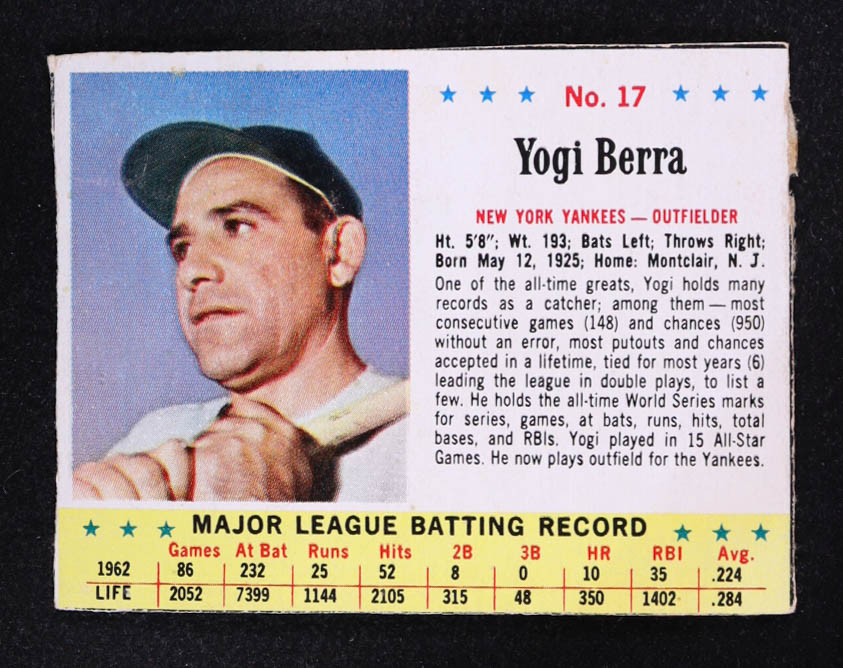 ★ ★ ★ No. 17 ★ ★ ★
Yogi Berra
NEW YORK YANKEES — OUTFIELDER
Ht. 5'8"; Wt. 193; Bats Left; Throws Right;
Born May 12, 1925; Home: Montclair, N. J.
One of the all-time greats, Yogi holds many
records as a catcher; among them — most
consecutive games (148) and chances (950)
without an error, most putouts and chances
accepted in a lifetime, tied for most years (6)
leading the league in double plays, to list a
few. He holds the all-time World Series marks
for series, games, at bats, runs, hits, total
bases, and RBIs. Yogi played in 15 All-Star
Games. He now plays outfield for the Yankees.
★ ★ ★ MAJOR LEAGUE BATTING RECORD ★ ★ ★
Games At Bat Runs Hits 2B 3B HR RBI Avg.
1962 86 232 25 52 8 0 10 35 .224
LIFE 2052 7399 1144 2105 315 48 350 1402 .284